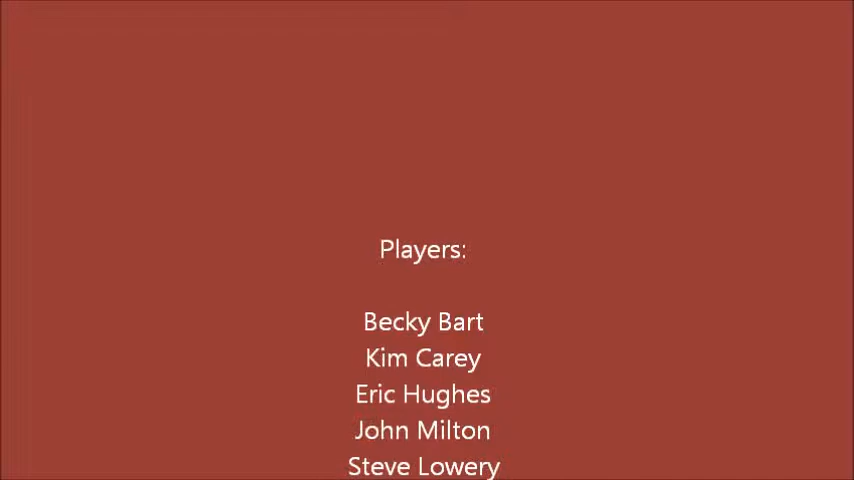 Players:
Becky Bart
Kim Carey
Eric Hughes
John Milton
Steve Lowery